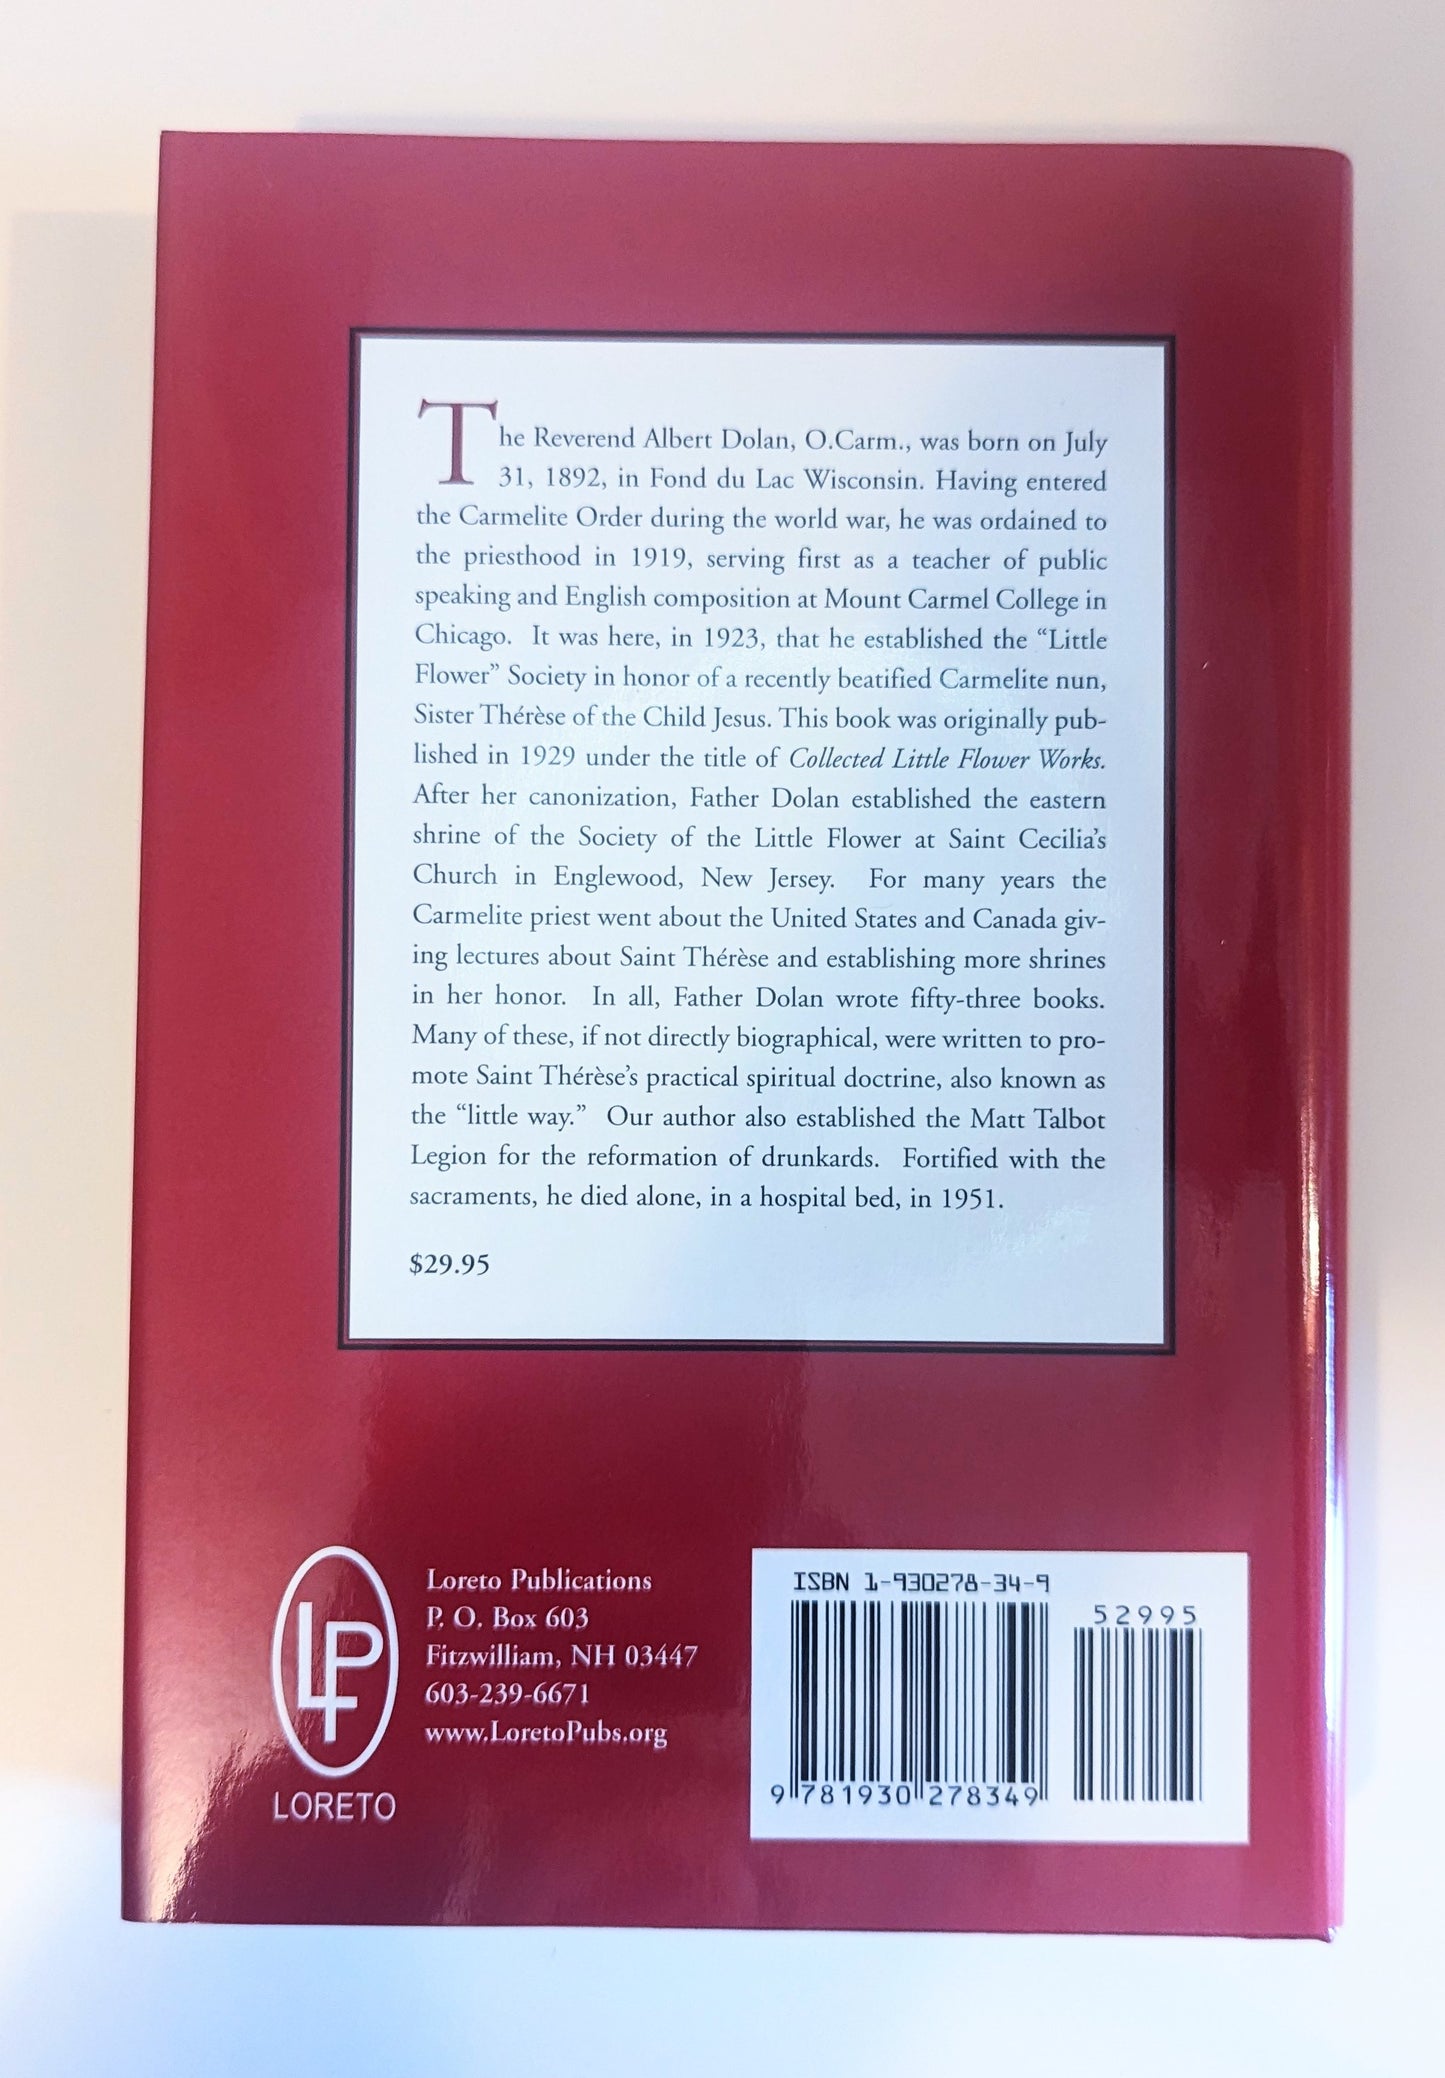 The Reverend Albert Dolan, O.Carm., was born on July
31, 1892, in Fond du Lac Wisconsin. Having entered
the Carmelite Order during the world war, he was ordained to
the priesthood in 1919, serving first as a teacher of public
speaking and English composition at Mount Carmel College in
Chicago. It was here, in 1923, that he established the “Little
Flower” Society in honor of a recently beatified Carmelite nun,
Sister Thérèse of the Child Jesus. This book was originally pub-
lished in 1929 under the title of Collected Little Flower Works.
After her canonization, Father Dolan established the eastern
shrine of the Society of the Little Flower at Saint Cecilia’s
Church in Englewood, New Jersey. For many years the
Carmelite priest went about the United States and Canada giv-
ing lectures about Saint Thérèse and establishing more shrines
in her honor. In all, Father Dolan wrote fifty-three books.
Many of these, if not directly biographical, were written to pro-
mote Saint Thérèse’s practical spiritual doctrine, also known as
the “little way.” Our author also established the Matt Talbot
Legion for the reformation of drunkards. Fortified with the
sacraments, he died alone, in a hospital bed, in 1951.
$29.95
LP
LORETO
Loreto Publications
P. O. Box 603
Fitzwilliam, NH 03447
603-239-6671
www.LoretoPubs.org
ISBN 1-930278-34-9
52995
9 781930 278349